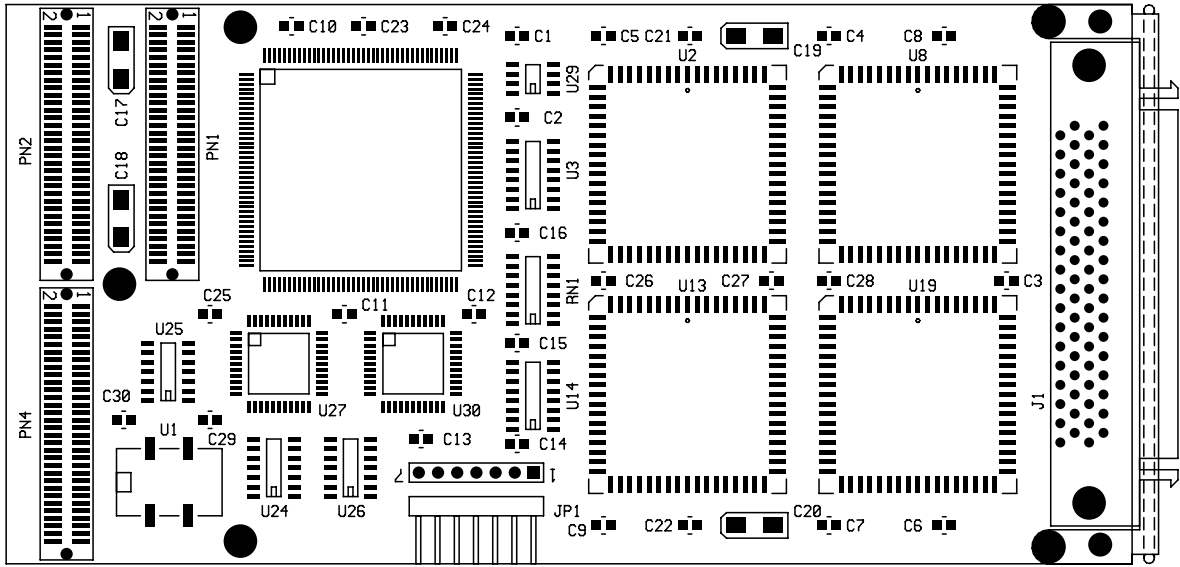 2 1
C10
C23
C24
C1
C5
C21
U2
C19
C4
C8
U8
U29
C17
C2
PN2
PN1
C18
U3
C16
C26
U13
C27
C28
U19
C3
2 1
C25
C11
C12
RN1
U25
C15
C30
U27
U30
U14
J1
PN4
U1
C29
C13
C14
7
1
U24
U26
JP1
C9
C22
C20
C7
C6
2 1